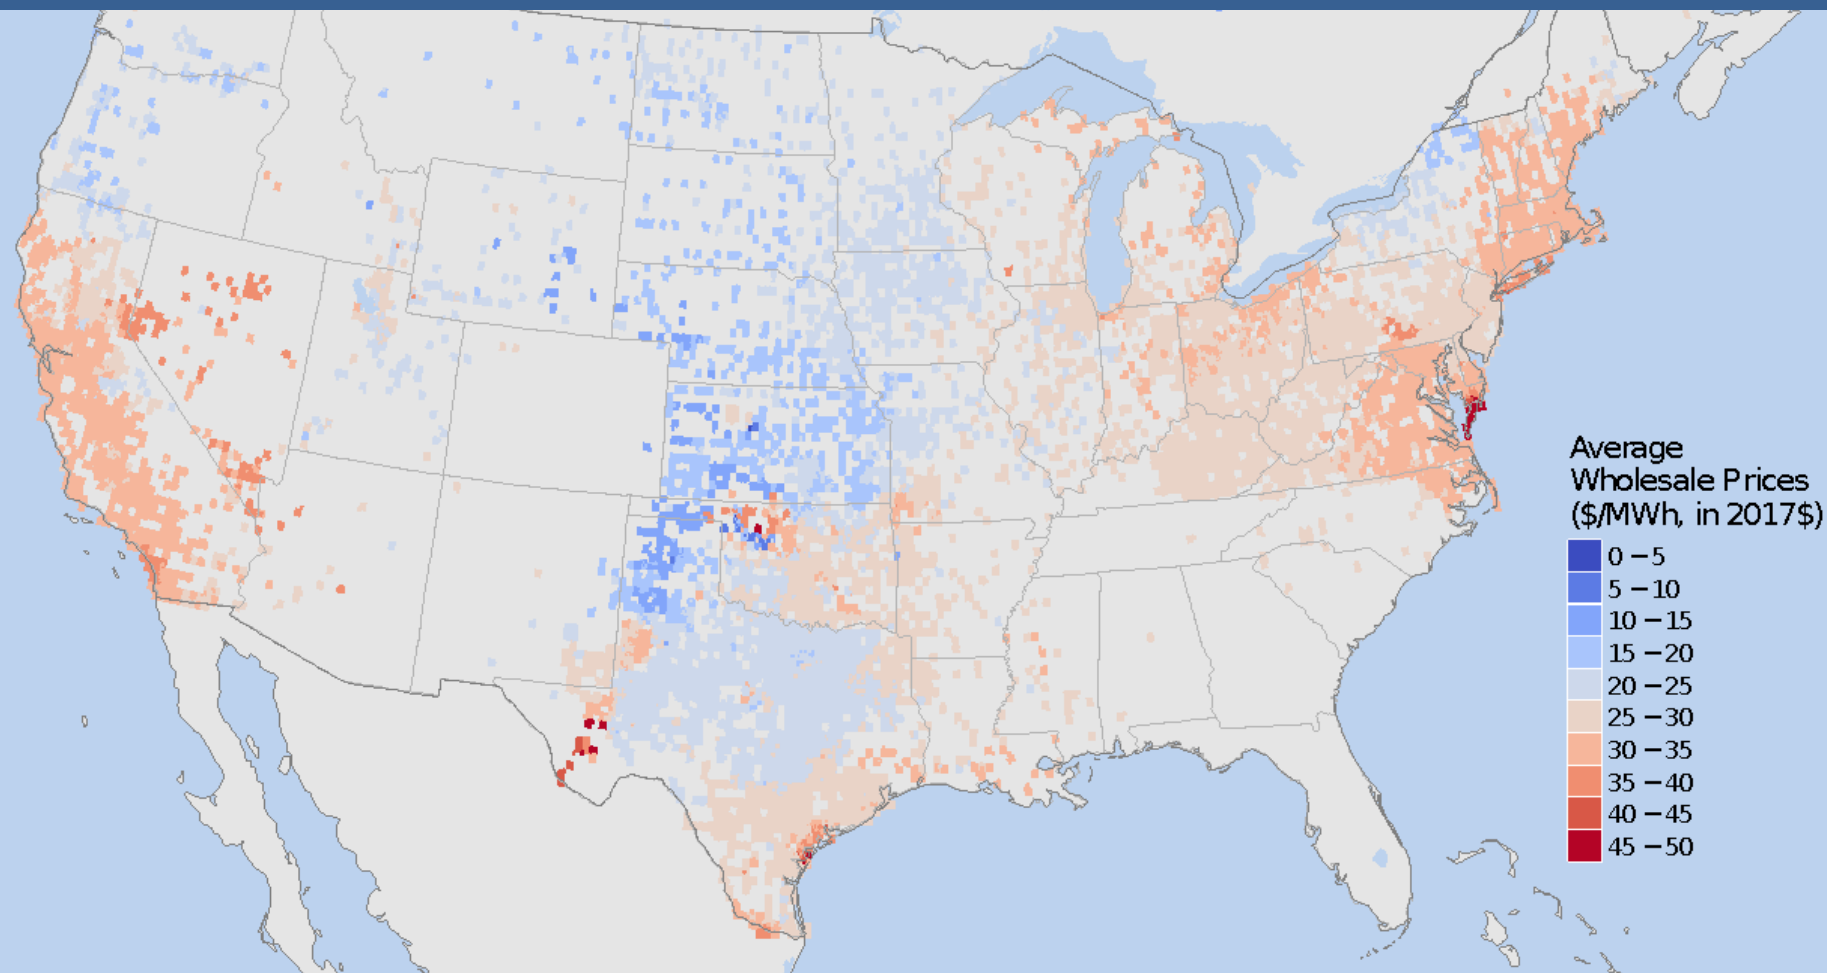 Average
Wholesale Prices
($/MWh, in 2017$)
0 – 5
5 – 10
10 – 15
15 – 20
20 – 25
25 – 30
30 – 35
35 – 40
40 – 45
45 – 50